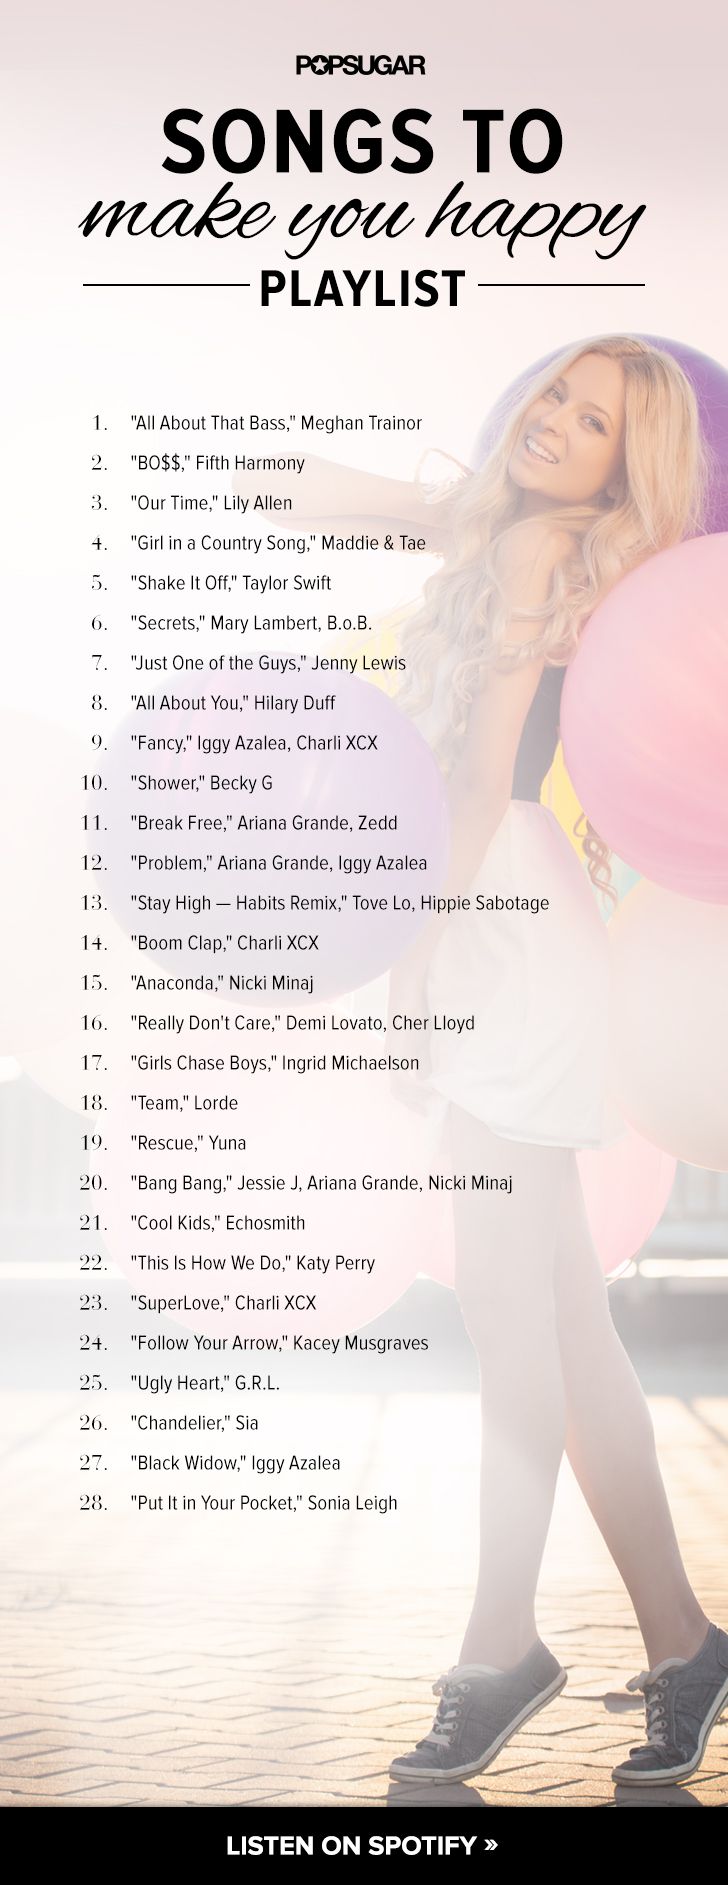 POPSUGAR
SONGS TO
make you happy
PLAYLIST
1. "All About That Bass," Meghan Trainor
2. "BO$$," Fifth Harmony
3. "Our Time," Lily Allen
4. "Girl in a Country Song," Maddie & Tae
5. "Shake It Off," Taylor Swift
6. "Secrets," Mary Lambert, B.o.B.
7. "Just One of the Guys," Jenny Lewis
8. "All About You," Hilary Duff
9. "Fancy," Iggy Azalea, Charli XCX
10. "Shower," Becky G
11. "Break Free," Ariana Grande, Zedd
12. "Problem," Ariana Grande, Iggy Azalea
13. "Stay High — Habits Remix," Tove Lo, Hippie Sabotage
14. "Boom Clap," Charli XCX
15. "Anaconda," Nicki Minaj
16. "Really Don't Care," Demi Lovato, Cher Lloyd
17. "Girls Chase Boys," Ingrid Michaelson
18. "Team," Lorde
19. "Rescue," Yuna
20. "Bang Bang," Jessie J, Ariana Grande, Nicki Minaj
21. "Cool Kids," Echosmith
22. "This Is How We Do," Katy Perry
23. "SuperLove," Charli XCX
24. "Follow Your Arrow," Kacey Musgraves
25. "Ugly Heart," G.R.L.
26. "Chandelier," Sia
27. "Black Widow," Iggy Azalea
28. "Put It in Your Pocket," Sonia Leigh
LISTEN ON SPOTIFY »